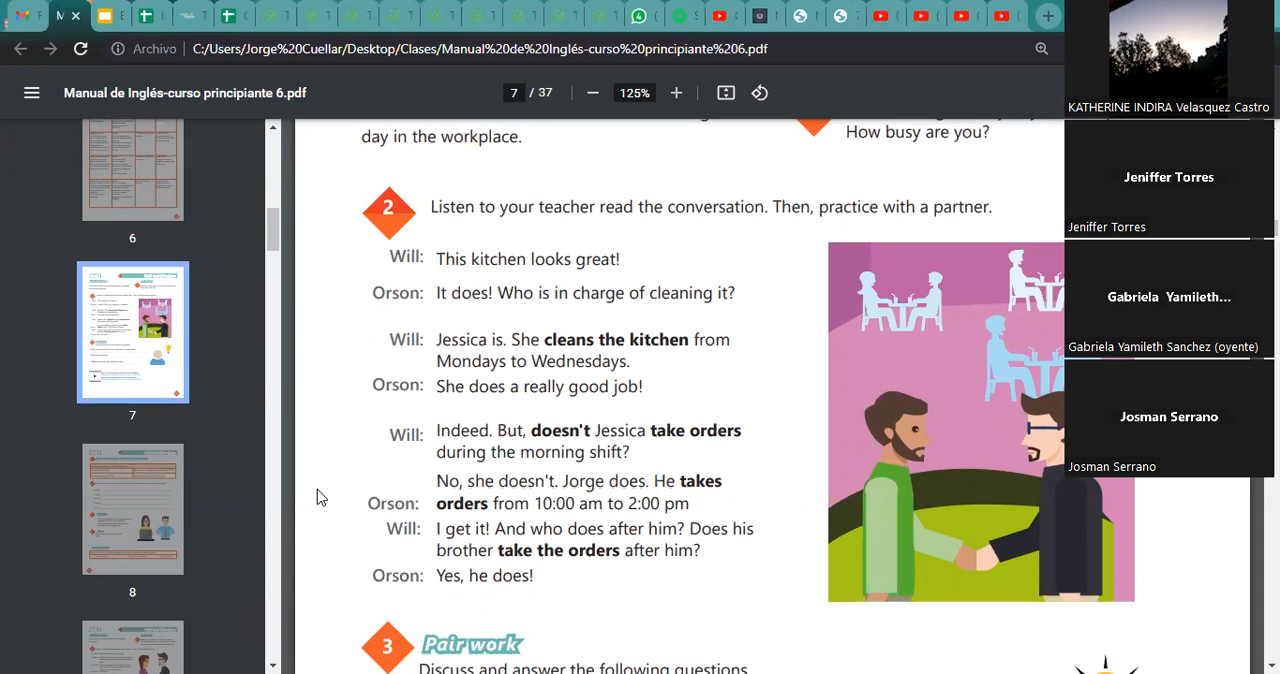 M
T
T
4
Archivo
C:/Users/Jorge%20Cuellar/Desktop/Clases/Manual%20de%20Inglés-curso%20principiante%206.pdf
Manual de Inglés-curso principiante 6.pdf
7 / 37
125%
6
7
8
day in the workplace.
How busy are you?
2
Listen to your teacher read the conversation. Then, practice with a partner.
Will: This kitchen looks great!
Orson: It does! Who is in charge of cleaning it?
Will: Jessica is. She cleans the kitchen from
Mondays to Wednesdays.
Orson: She does a really good job!
Will: Indeed. But, doesn't Jessica take orders
during the morning shift?
No, she doesn't. Jorge does. He takes
Orson: orders from 10:00 am to 2:00 pm
Will: I get it! And who does after him? Does his
brother take the orders after him?
Orson: Yes, he does!
3
Pair work
Discuss and answer the following questions
KATHERINE INDIRA Velasquez Castro
Jeniffer Torres
Jeniffer Torres
Gabriela Yamileth...
Gabriela Yamileth Sanchez (oyente)
Josman Serrano
Josman Serrano